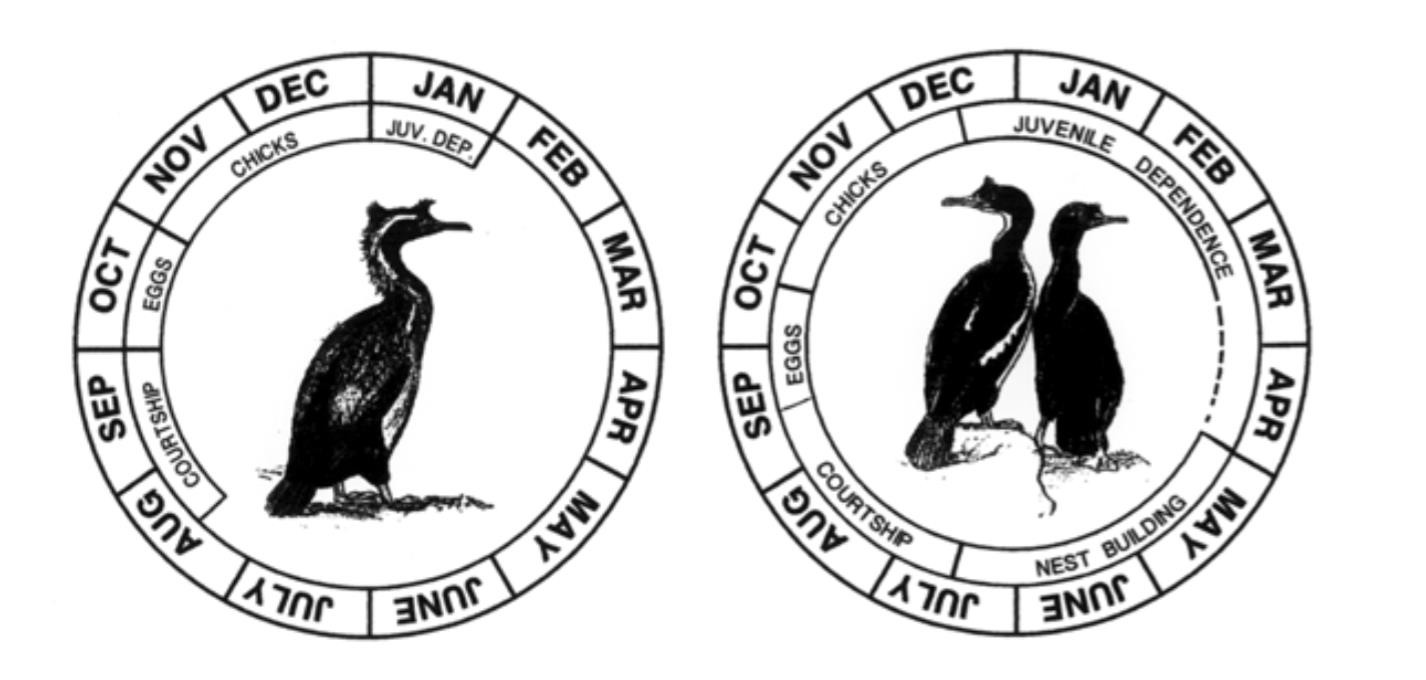 JAN
FEB
MAR
APR
MAY
JUNE
JULY
AUG
SEP
OCT
NOV
DEC
JUV. DEP.
COURTSHIP
EGGS
CHICKS
JAN
FEB
MAR
APR
MAY
JUNE
JULY
AUG
SEP
OCT
NOV
DEC
JUVENILE DEPENDENCE
NEST BUILDING
COURTSHIP
EGGS
CHICKS